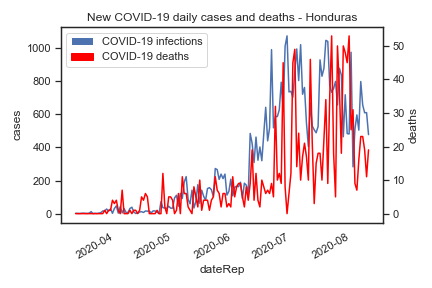 New COVID-19 daily cases and deaths - Honduras
COVID-19 infections
COVID-19 deaths
cases
1000
800
600
400
200
0
deaths
50
40
30
20
10
0
2020-04
2020-05
2020-06
2020-07
2020-08
dateRep